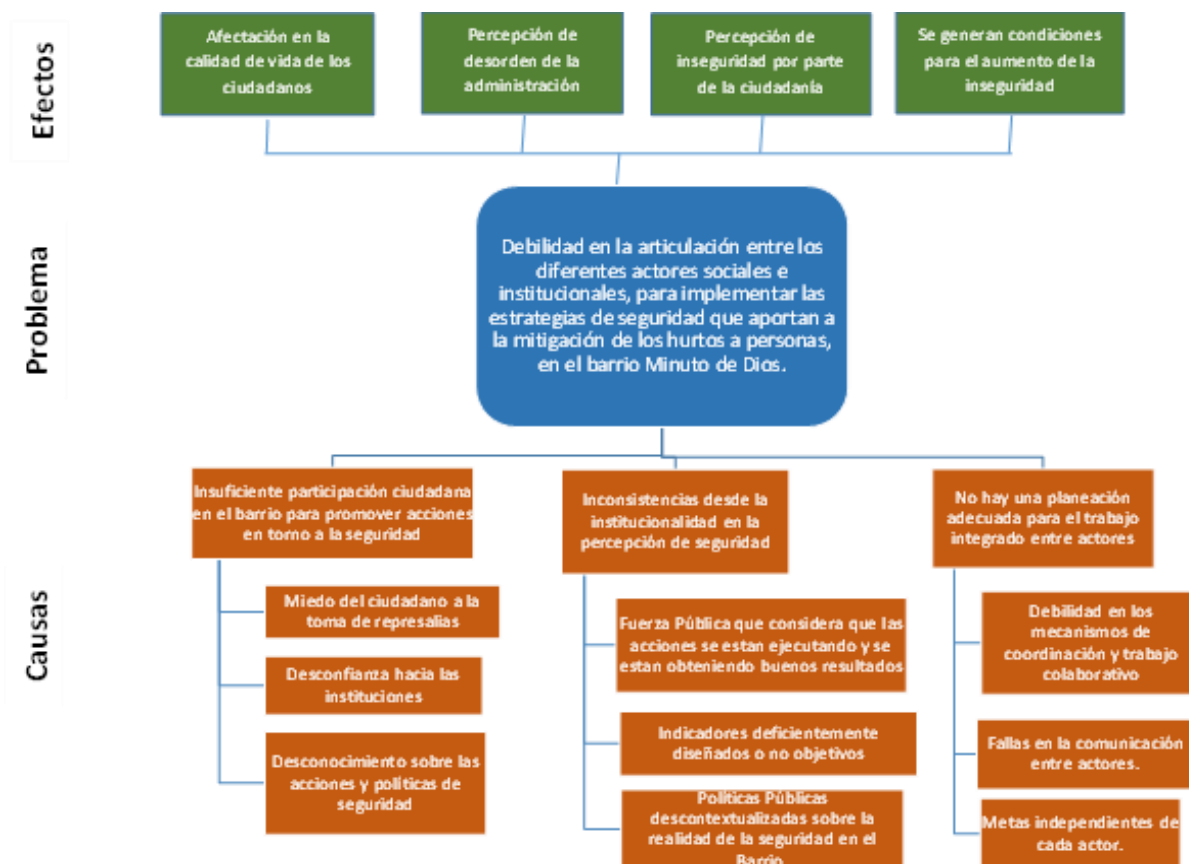 Efectos
Afectación en la
calidad de vida de los
ciudadanos
Percepción de
desorden de la
administración
Percepción de
inseguridad por parte
de la ciudadanía
Se generan condiciones
para el aumento de la
inseguridad
Problema
Debilidad en la articulación entre los
diferentes actores sociales e
institucionales, para implementar las
estrategias de seguridad que aportan a
la mitigación de los hurtos a personas,
en el barrio Minuto de Dios.
Causas
Insuficiente participación ciudadana
en el barrio para promover acciones
en torno a la seguridad
Miedo del ciudadano a la
toma de represalias
Desconfianza hacia las
instituciones
Desconocimiento sobre las
acciones y políticas de
seguridad
Inconsistencias desde la
institucionalidad en la
percepción de seguridad
Fuerza Pública que considera que las
acciones se estan ejecutando y se
estan obteniendo buenos resultados
Indicadores deficientemente
diseñados o no objetivos
Políticas Públicas
descontextualizadas sobre la
realidad de la seguridad en el
Barrio
No hay una planeación
adecuada para el trabajo
integrado entre actores
Debilidad en los
mecanismos de
coordinación y trabajo
colaborativo
Fallas en la comunicación
entre actores.
Metas independientes de
cada actor.